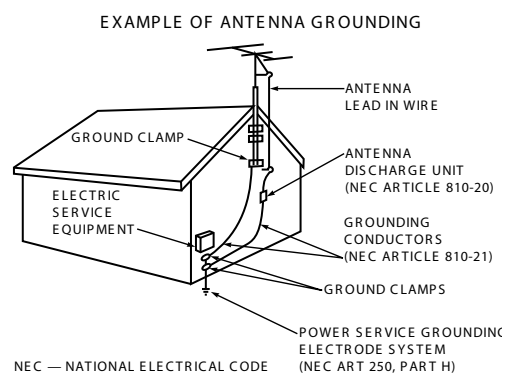 EXAMPLE OF ANTENNA GROUNDING
ANTENNA
LEAD IN WIRE
GROUND CLAMP
ANTENNA
DISCHARGE UNIT
(NEC ARTICLE 810-20)
ELECTRIC
SERVICE
EQUIPMENT
GROUNDING
CONDUCTORS
(NEC ARTICLE 810-21)
GROUND CLAMPS
POWER SERVICE GROUNDING
ELECTRODE SYSTEM
(NEC ART 250, PART H)
NEC — NATIONAL ELECTRICAL CODE